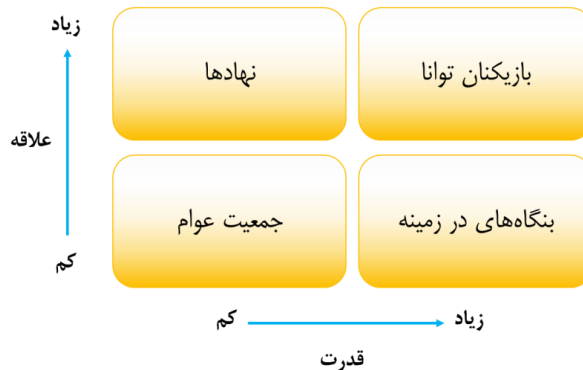 زیاد
بازیکنان توانا
نهادها
علاقه
بنگاه‌های در زمینه
جمعیت عوام
کم
زیاد
کم
قدرت